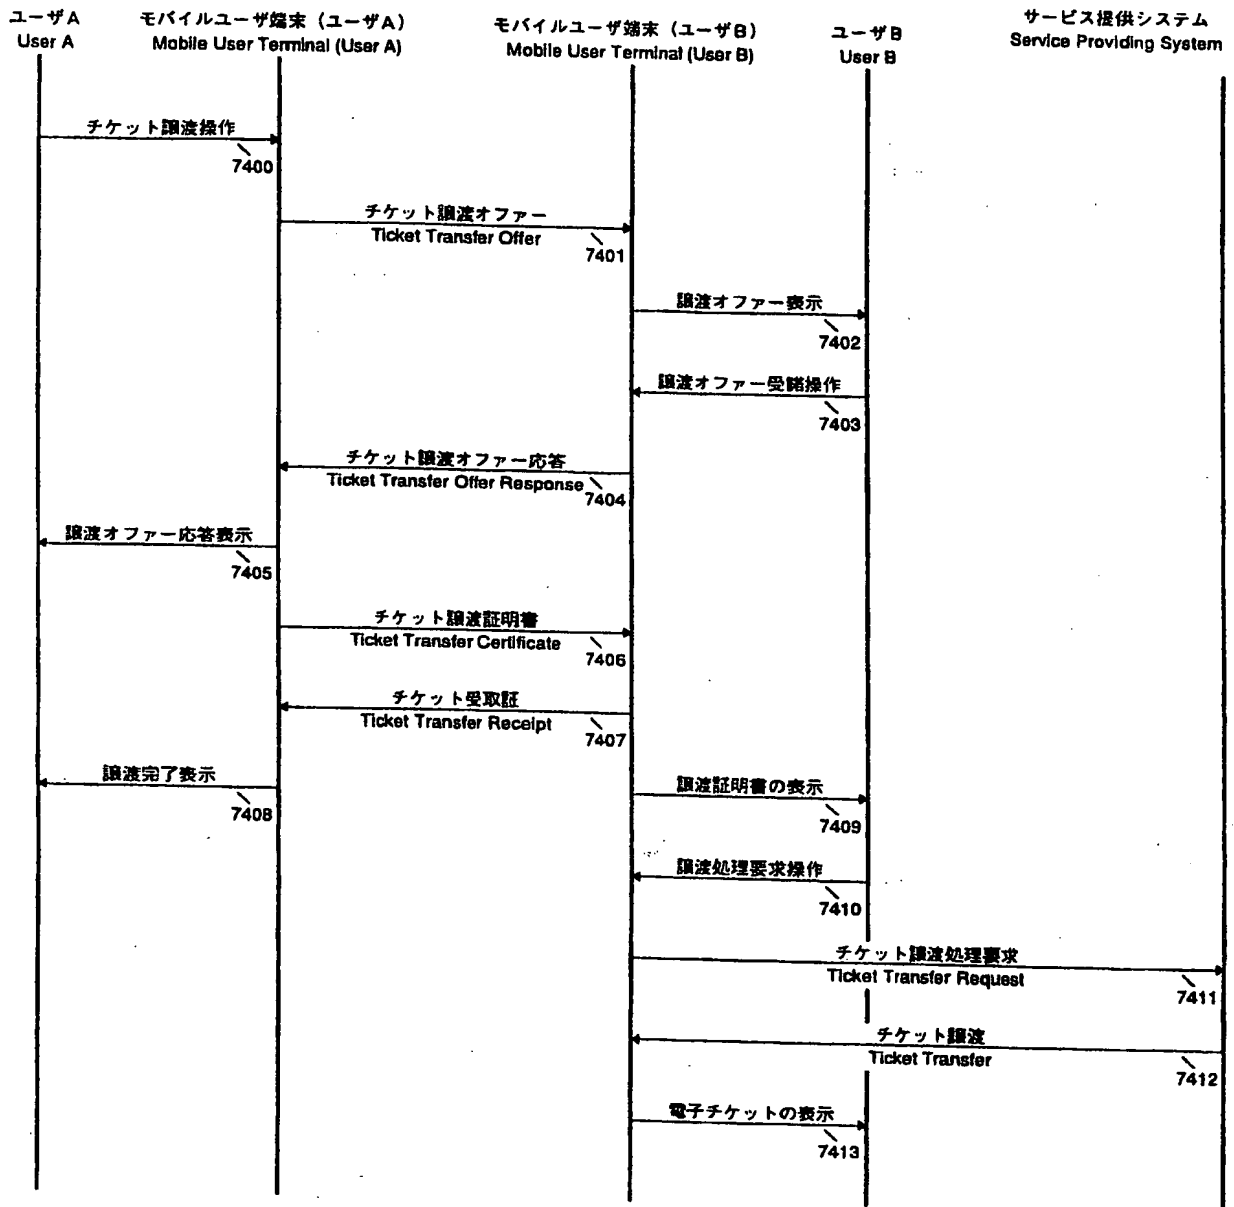 ユーザA
User A
モバイルユーザ端末（ユーザA）
Mobile User Terminal (User A)
モバイルユーザ端末（ユーザB）
Mobile User Terminal (User B)
ユーザB
User B
サービス提供システム
Service Providing System
チケット譲渡操作
7400
チケット譲渡オファー
Ticket Transfer Offer
7401
譲渡オファー表示
7402
譲渡オファー受諾操作
7403
チケット譲渡オファー応答
Ticket Transfer Offer Response
7404
譲渡オファー応答表示
7405
チケット譲渡証明書
Ticket Transfer Certificate
7406
チケット受取証
Ticket Transfer Receipt
7407
譲渡完了表示
7408
譲渡証明書の表示
7409
譲渡処理要求操作
7410
チケット譲渡処理要求
Ticket Transfer Request
7411
チケット譲渡
Ticket Transfer
7412
電子チケットの表示
7413